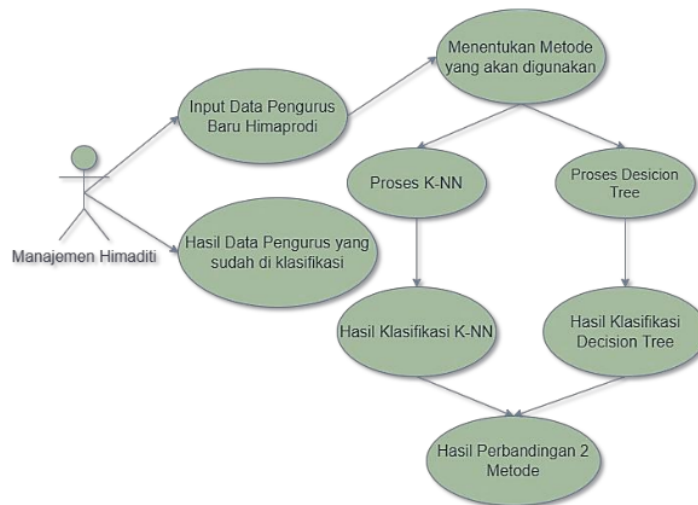 Menentukan Metode
yang akan digunakan
Input Data Pengurus
Baru Himaprodi
Proses K-NN
Proses Desicion
Tree
Manajemen Himaditi
Hasil Data Pengurus yang
sudah di klasifikasi
Hasil Klasifikasi K-NN
Hasil Klasifikasi
Decision Tree
Hasil Perbandingan 2
Metode